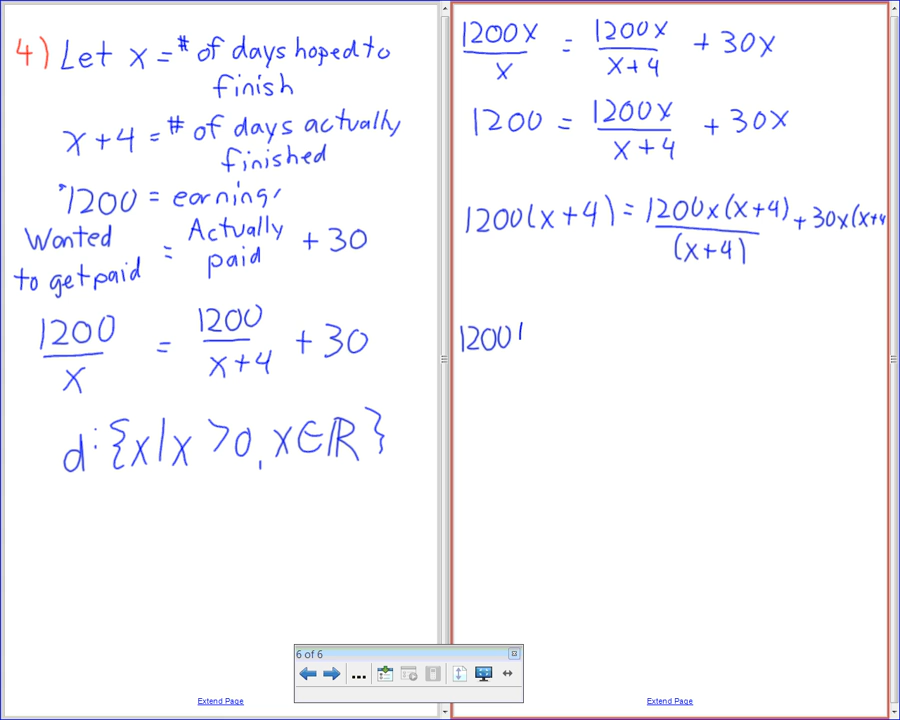 4) Let x = # of days hoped to
finish
x + 4 = # of days actually
finished
1200 = earning
Wanted to get paid = Actually paid + 30
1200/x = 1200/(x+4) + 30
d: {x | x > 0, x ∈ ℝ}
Extend Page
1200x/x = 1200x/(x+4) + 30x
1200 = 1200x/(x+4) + 30x
1200(x+4) = 1200x(x+4)/(x+4) + 30x(x+4
1200
Extend Page
6 of 6
...